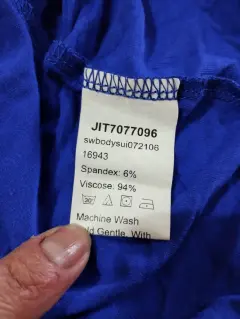 JIT7077096
swbodysui072106
16943
Spandex: 6%
Viscose: 94%
Machine Wash
Gentle, With